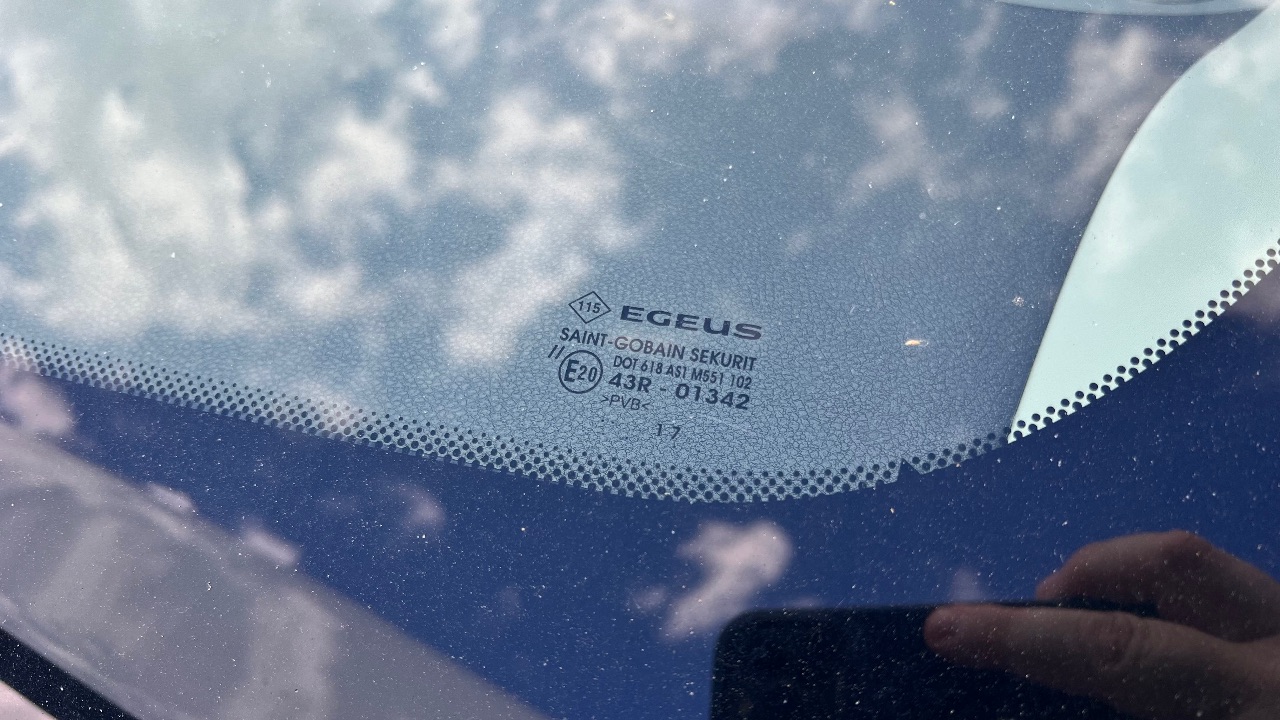 115 EGEUS
SAINT-GOBAIN SEKURIT
DOT 618 AS1 M551 102
E20 43R - 01342
>PVB<
17